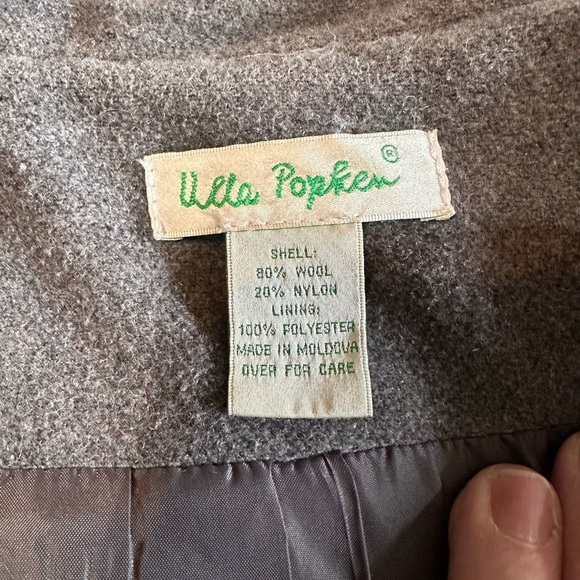 Ulla Popken ®
SHELL:
80% WOOL
20% NYLON
LINING:
100% POLYESTER
MADE IN MOLDOVA
OVER FOR CARE